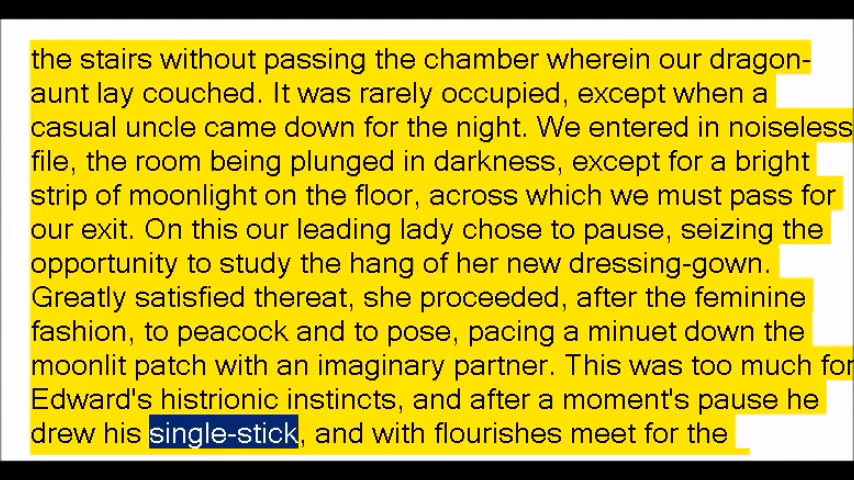 the stairs without passing the chamber wherein our dragon-
aunt lay couched. It was rarely occupied, except when a
casual uncle came down for the night. We entered in noiseless
file, the room being plunged in darkness, except for a bright
strip of moonlight on the floor, across which we must pass for
our exit. On this our leading lady chose to pause, seizing the
opportunity to study the hang of her new dressing-gown.
Greatly satisfied thereat, she proceeded, after the feminine
fashion, to peacock and to pose, pacing a minuet down the
moonlit patch with an imaginary partner. This was too much for
Edward's histrionic instincts, and after a moment's pause he
drew his single-stick, and with flourishes meet for the